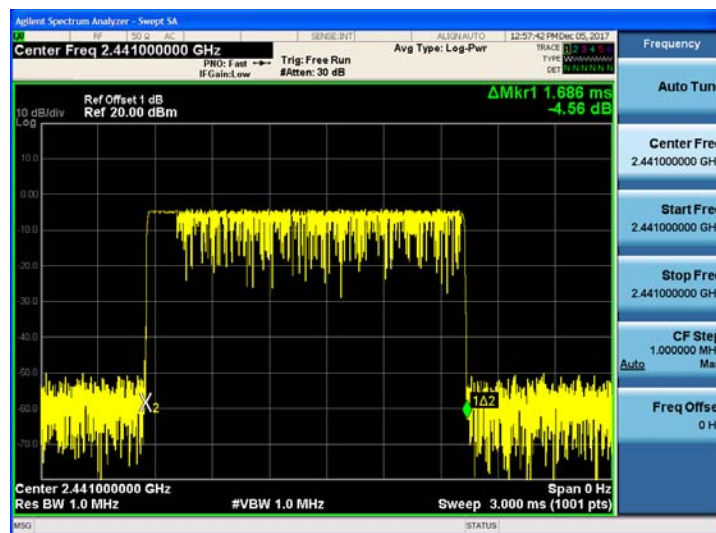 Agilent Spectrum Analyzer - Swept SA
RF 50 Ω AC SENSE:INT ALIGN AUTO 12:57:42 PM Dec 05, 2017
Center Freq 2.441000000 GHz
Avg Type: Log-Pwr
TRACE 1 2 3 4 5 6
PNO: Fast
Trig: Free Run
TYPE
IFGain:Low
#Atten: 30 dB
DET N N N N N N
Ref Offset 1 dB
10 dB/div Ref 20.00 dBm
Log
ΔMkr1 1.686 ms
-4.56 dB
10.0
0.00
-10.0
-20.0
-30.0
-40.0
-50.0
-60.0
-70.0
2
1Δ2
Center 2.441000000 GHz Span 0 Hz
Res BW 1.0 MHz #VBW 1.0 MHz Sweep 3.000 ms (1001 pts)
MSG STATUS
Frequency
Auto Tun
Center Fre
2.441000000 GH
Start Fre
2.441000000 GH
Stop Fre
2.441000000 GH
CF Step
1.000000 MH
Auto Ma
Freq Offse
0 H